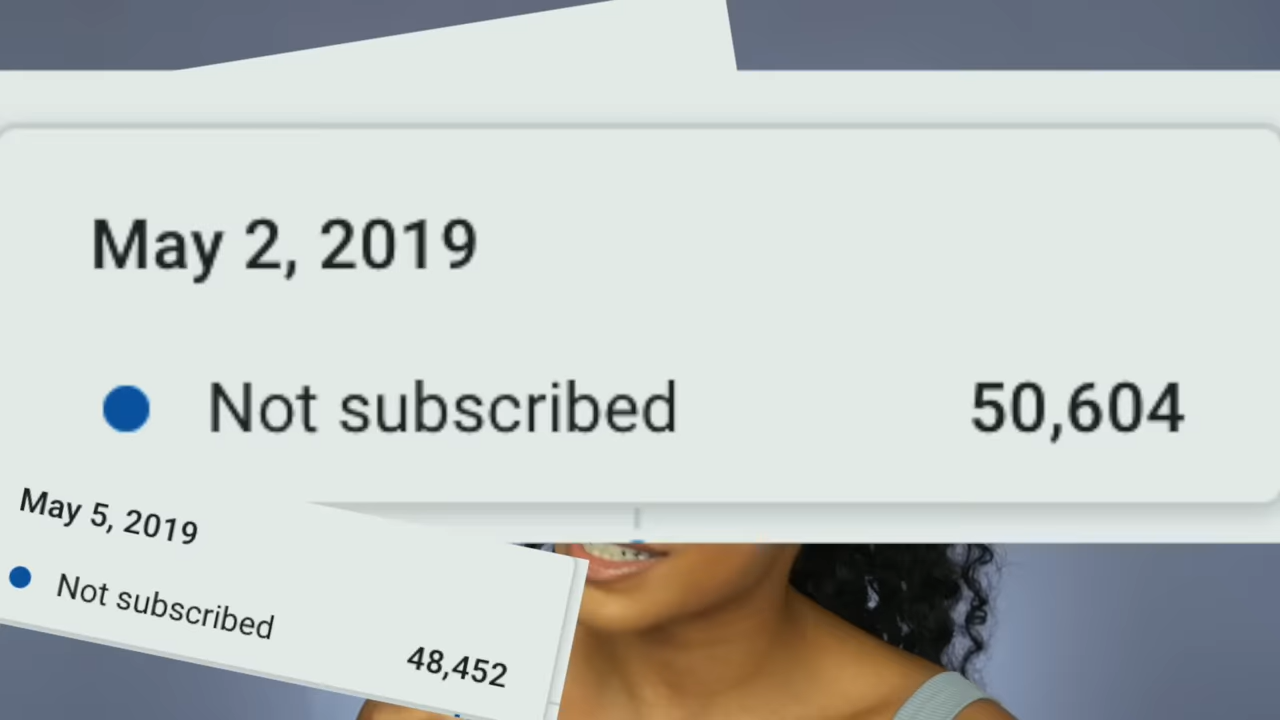 May 2, 2019
Not subscribed 50,604
May 5, 2019
Not subscribed
48,452